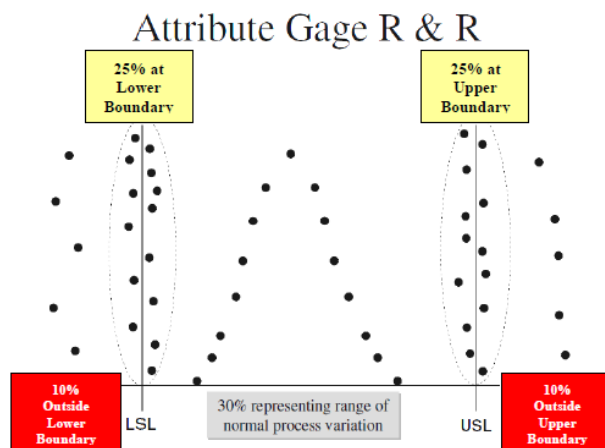 Attribute Gage R & R
25% at
Lower
Boundary
25% at
Upper
Boundary
10%
Outside
Lower
Boundary
LSL
30% representing range of
normal process variation
USL
10%
Outside
Upper
Boundary